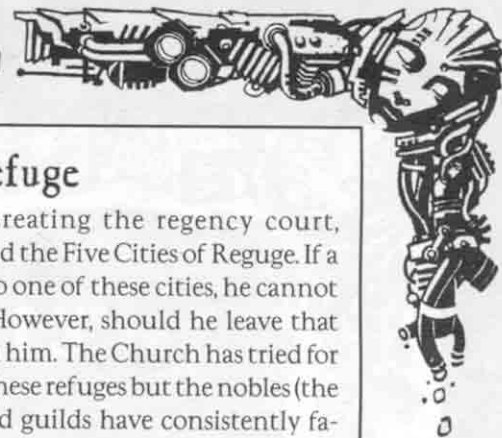 efuge
reating the regency court,
d the Five Cities of Reguge. If a
o one of these cities, he cannot
However, should he leave that
him. The Church has tried for
hese refuges but the nobles (the
d guilds have consistently fa-